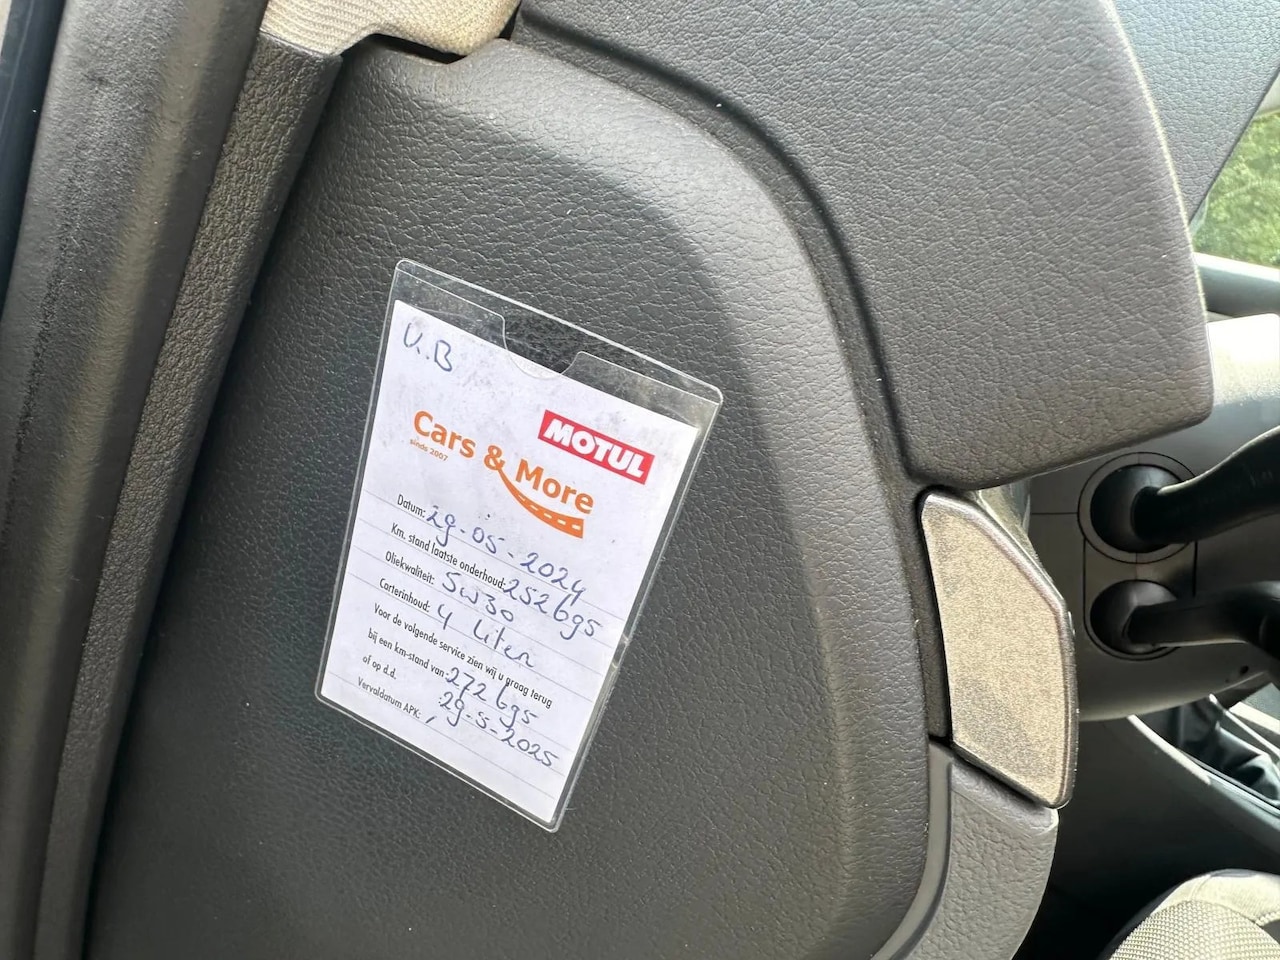 K.B
MOTUL
Cars & More
sinds 2007
Datum: 29-05-2024
Km. stand laatste onderhoud: 252695
Oliekwaliteit: 5w30
Carterinhoud: 4 liter
Voor de volgende service zien wij u graag terug
bij een km-stand van: 272695
of op d.d. 29-5-2025
Vervaldatum APK: